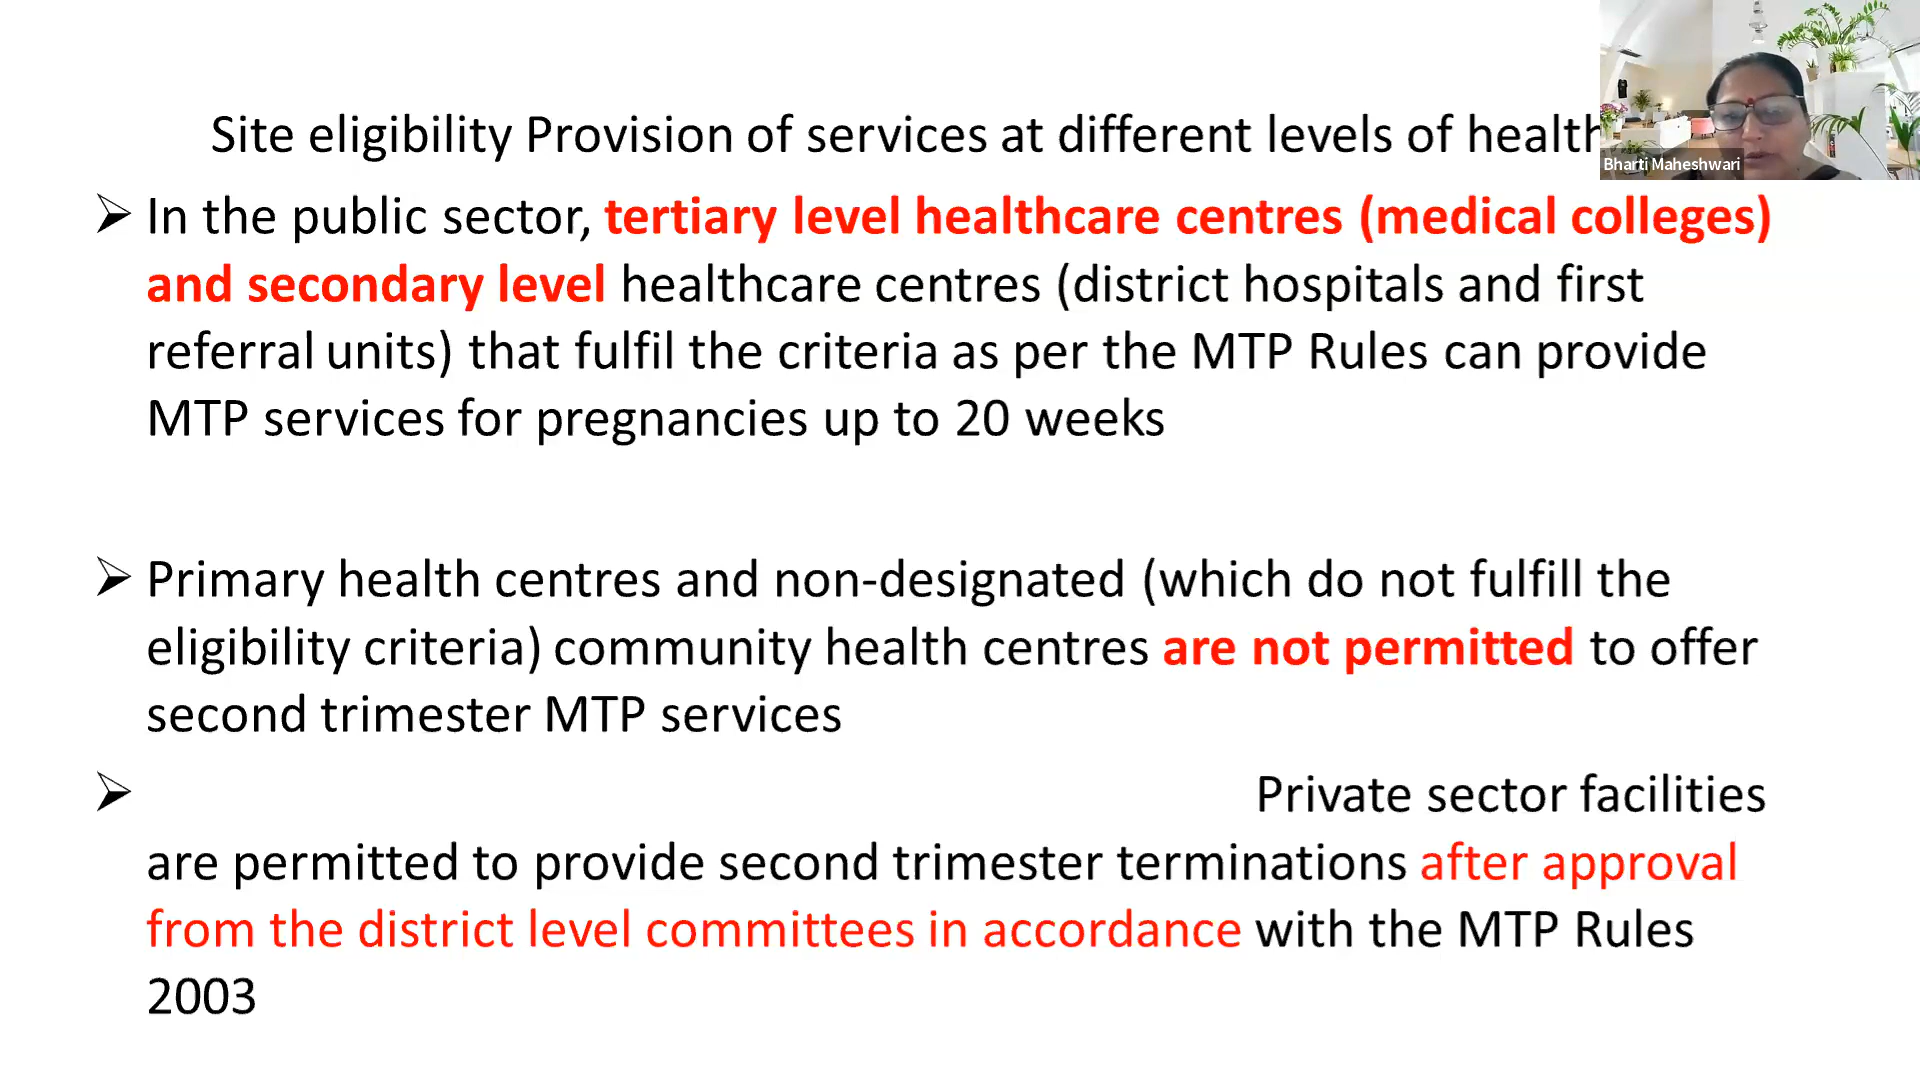 Site eligibility Provision of services at different levels of health
Bharti Maheshwari
➢ In the public sector, tertiary level healthcare centres (medical colleges)
and secondary level healthcare centres (district hospitals and first
referral units) that fulfil the criteria as per the MTP Rules can provide
MTP services for pregnancies up to 20 weeks
➢ Primary health centres and non-designated (which do not fulfill the
eligibility criteria) community health centres are not permitted to offer
second trimester MTP services
➢ Private sector facilities
are permitted to provide second trimester terminations after approval
from the district level committees in accordance with the MTP Rules
2003